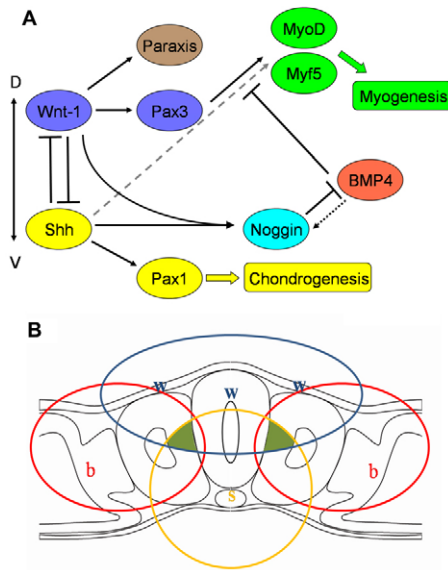 A
Paraxis
MyoD
D
Myf5
Wnt-1
Pax3
Myogenesis
BMP4
Shh
Noggin
V
Pax1
Chondrogenesis
B
w
w
w
b
b
s